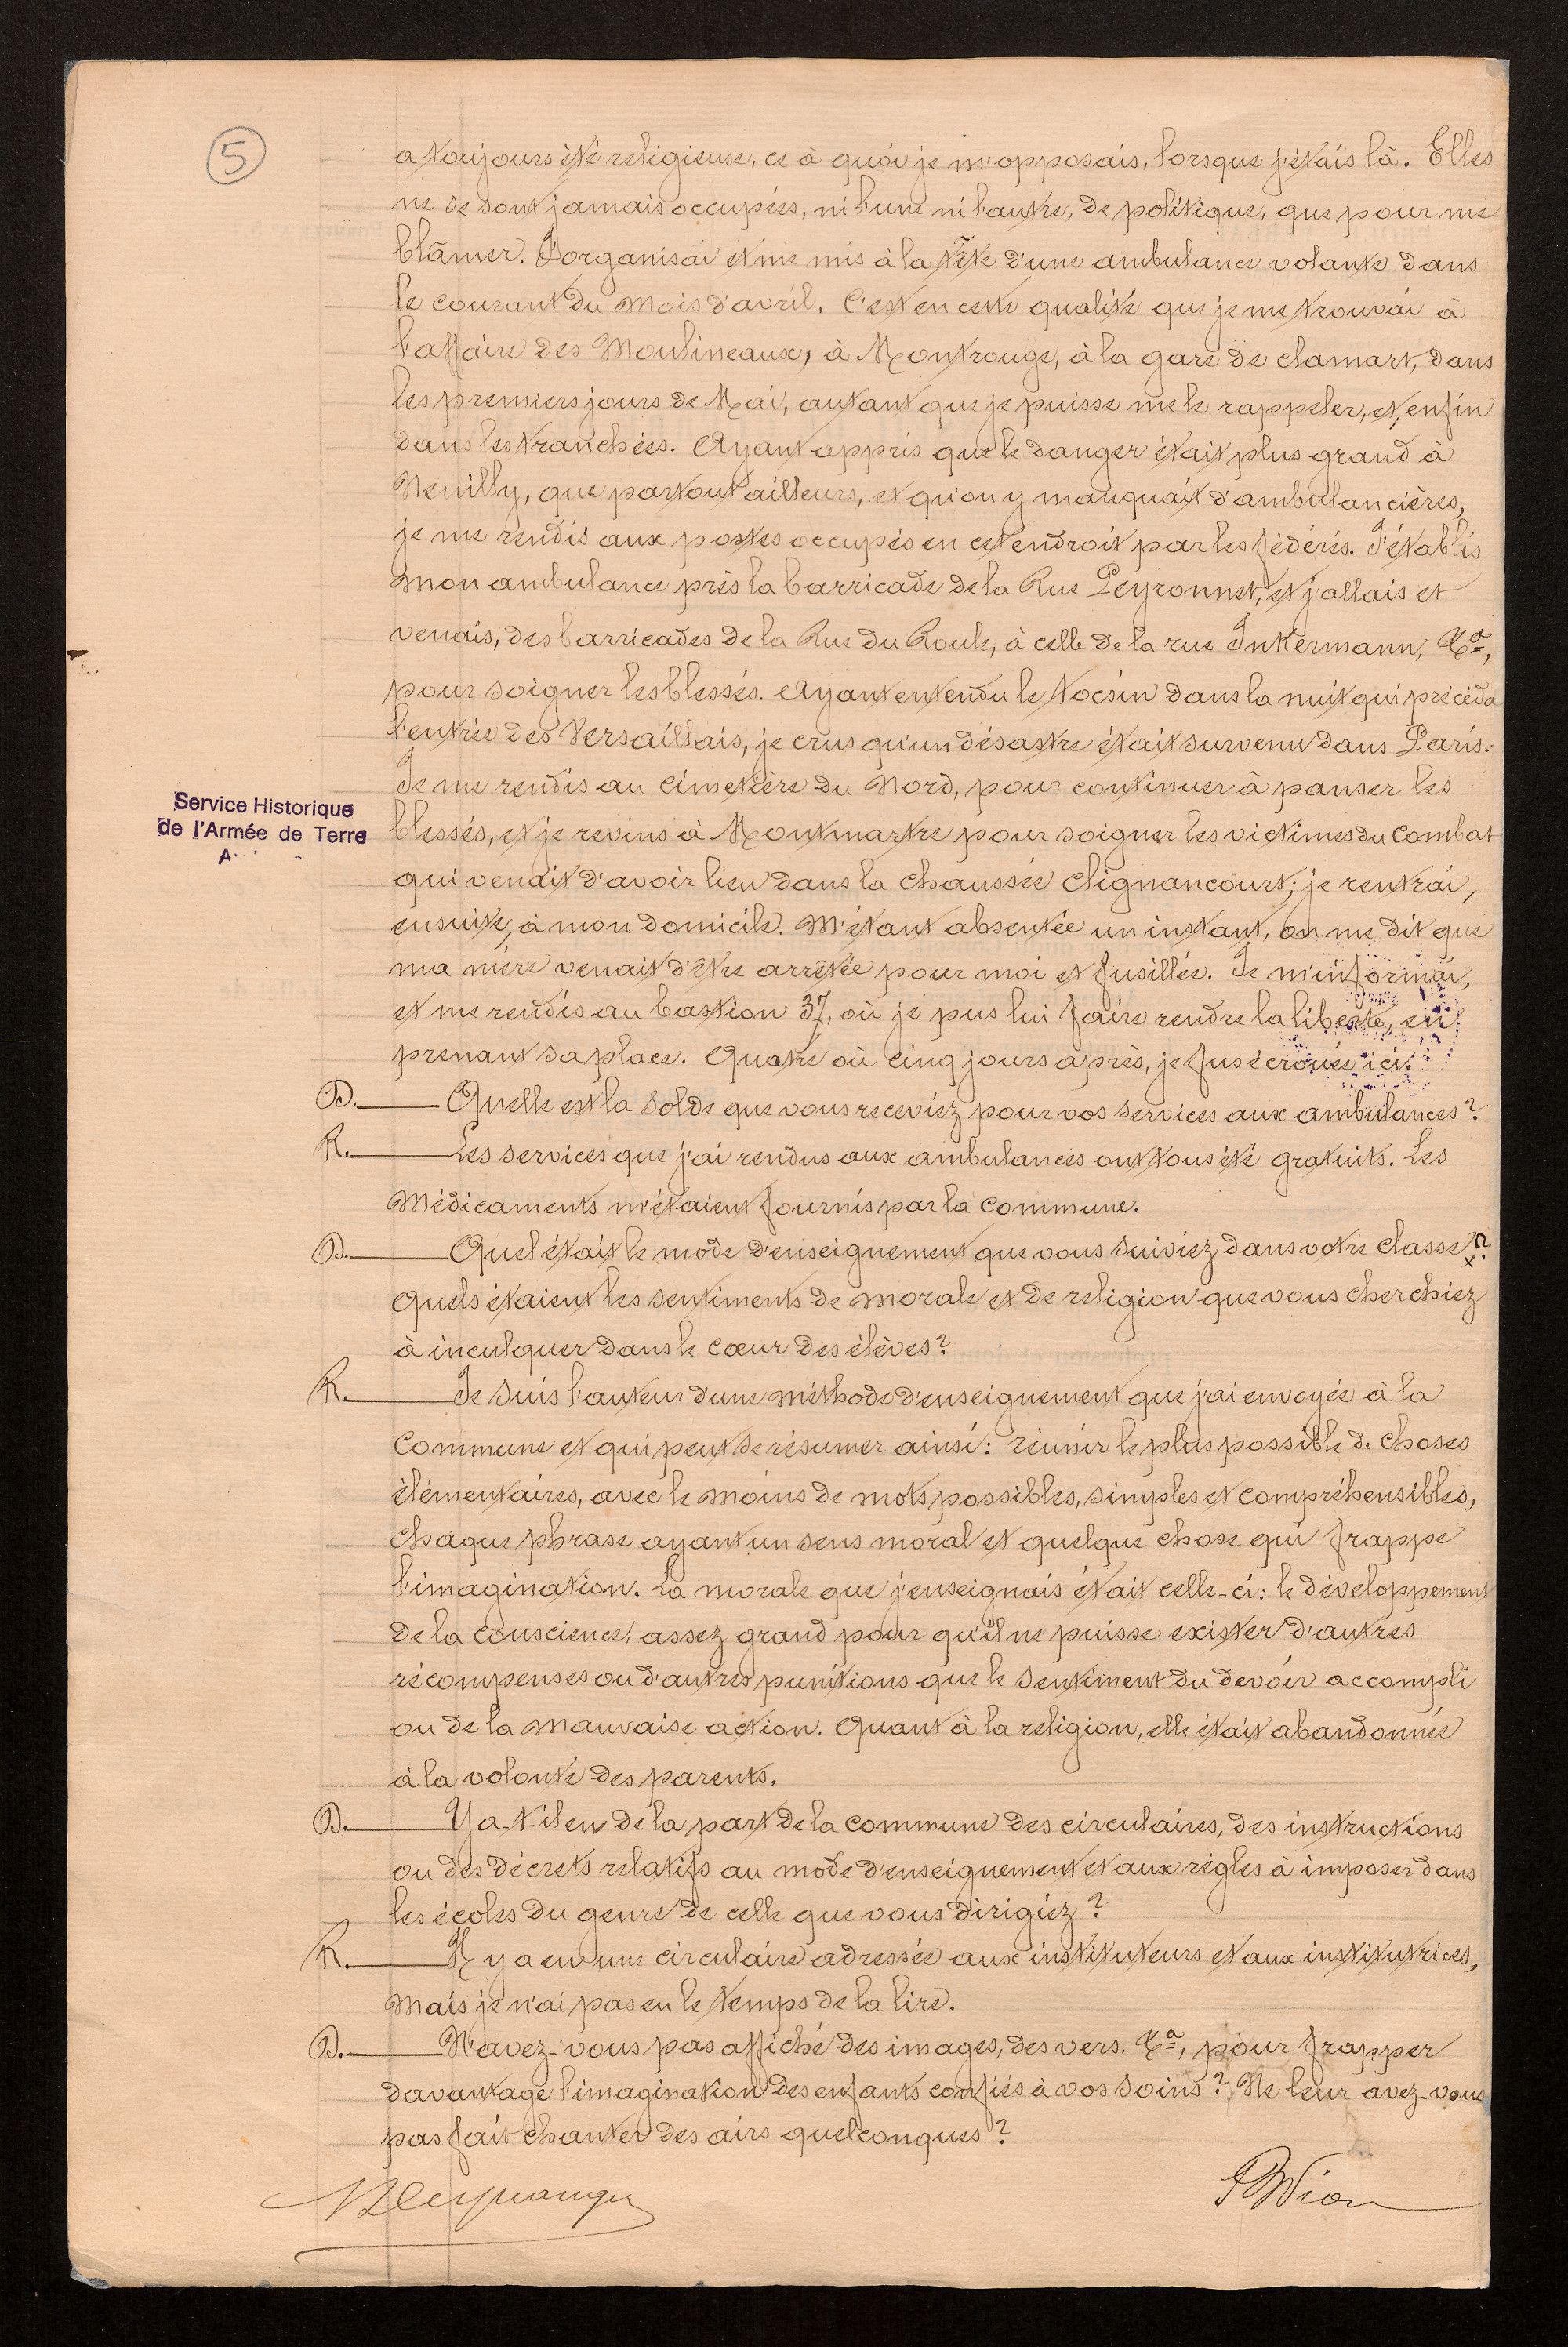 5
a toujours été religieuse, ce à quoi je m'opposais, lorsque j'étais là. Elles
ne se sont jamais occupées, ni l'une ni l'autre, de politique, que pour me
blâmer. J'organisai et me mis à la tête d'une ambulance volante dans
le courant du mois d'avril. C'est en cette qualité que je me trouvai à
l'affaire des Moulineaux, à Montrouge, à la gare de Clamart, dans
les premiers jours de Mai, autant que je puisse me le rappeler, et, enfin
dans les tranchées. Ayant appris que le danger était plus grand à
Neuilly, que partout ailleurs, et qu'on y manquait d'ambulancières,
je me rendis aux postes occupés en cet endroit par les fédérés. J'établis
mon ambulance près la barricade de la Rue Peyronnet, et j'allais et
venais, des barricades de la Rue du Roule, à celle de la rue Inkermann, &a,
pour soigner les blessés. Ayant entendu le tocsin dans la nuit qui précéda
l'entrée des Versaillais, je crus qu'un désastre était survenu dans Paris.
Je me rendis au cimetière du Nord, pour continuer à panser les
Service Historique
de l'Armée de Terre
blessés, et je revins à Montmartre pour soigner les victimes du combat
qui venait d'avoir lieu dans la chaussée Clignancourt; je rentrai,
ensuite, à mon domicile. M'étant absentée un instant, on me dit que
ma mère venait d'être arrêtée pour moi et fusillée. Je m'informai,
et me rendis au bastion 37, où je pus lui faire rendre la liberté, en
prenant sa place. Quatre où cinq jours après, je fus écrouée ici.
D. Quelle est la solde que vous receviez pour vos services aux ambulances?
R. Les services que j'ai rendus aux ambulances ont tous été gratuits. Les
Médicaments m'étaient fournis par la Commune.
D. Quel était le mode d'enseignement que vous suiviez dans votre classe?
Quels étaient les sentiments de morale et de religion que vous cherchiez
à inculquer dans le cœur des élèves?
R. Je suis l'auteur d'une méthode d'enseignement que j'ai envoyée à la
Commune et qui peut se résumer ainsi: réunir le plus possible de choses
élémentaires, avec le moins de mots possibles, simples et compréhensibles,
chaque phrase ayant un sens moral et quelque chose qui frappe
l'imagination. La morale que j'enseignais était celle-ci: le développement
de la conscience, assez grand pour qu'il ne puisse exister d'autres
récompenses ou d'autres punitions que le sentiment du devoir accompli
ou de la mauvaise action. Quant à la religion, elle était abandonnée
à la volonté des parents.
D. Y a-t-il eu de la part de la commune des circulaires, des instructions
ou des décrets relatifs au mode d'enseignement et aux règles à imposer dans
les écoles du genre de celle que vous dirigiez?
R. Il y a eu une circulaire adressée aux instituteurs et aux institutrices,
mais je n'ai pas eu le temps de la lire.
D. N'avez-vous pas affiché des images, des vers. &a, pour frapper
davantage l'imagination des enfants confiés à vos soins? Ne leur avez-vous
pas fait chanter des airs quelconques?